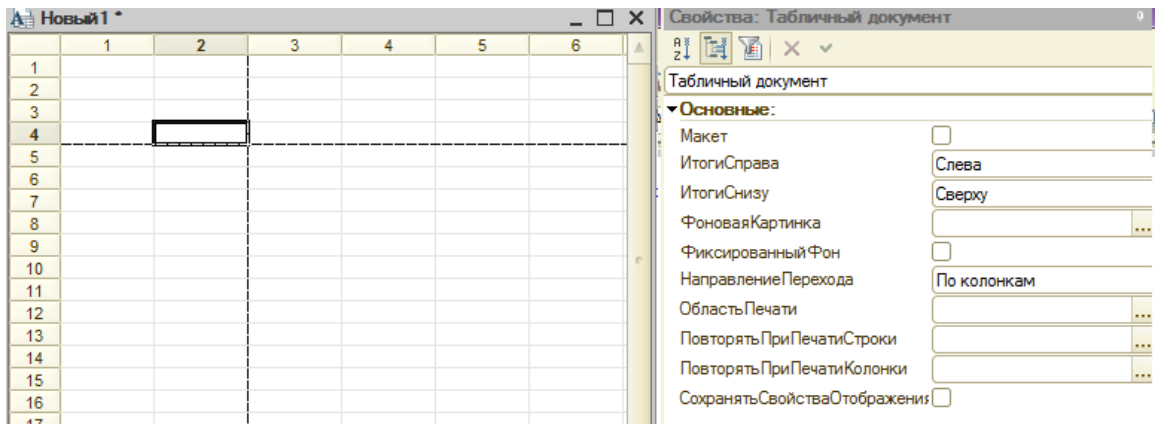 Новый1 *
Свойства: Табличный документ
1 2 3 4 5 6
Табличный документ
1
2
3
4
5
6
7
8
9
10
11
12
13
14
15
16
17
Основные:
Макет
ИтогиСправа Слева
ИтогиСнизу Сверху
ФоноваяКартинка ...
ФиксированныйФон
НаправлениеПерехода По колонкам
ОбластьПечати ...
ПовторятьПриПечатиСтроки ...
ПовторятьПриПечатиКолонки ...
СохранятьСвойстваОтображения